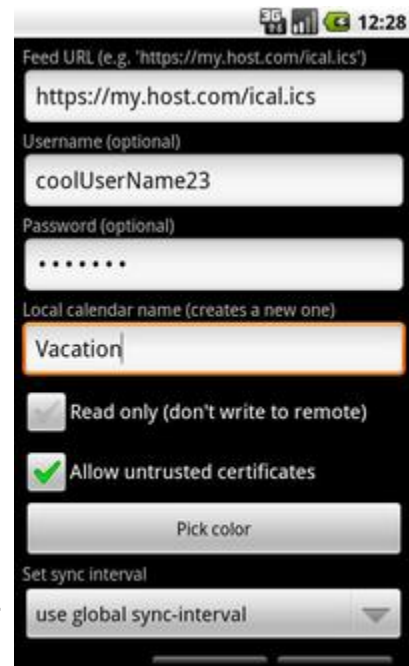 3G 12:28
Feed URL (e.g. 'https://my.host.com/ical.ics')
https://my.host.com/ical.ics
Username (optional)
coolUserName23
Password (optional)
•••••••
Local calendar name (creates a new one)
Vacation
Read only (don't write to remote)
Allow untrusted certificates
Pick color
Set sync interval
use global sync-interval